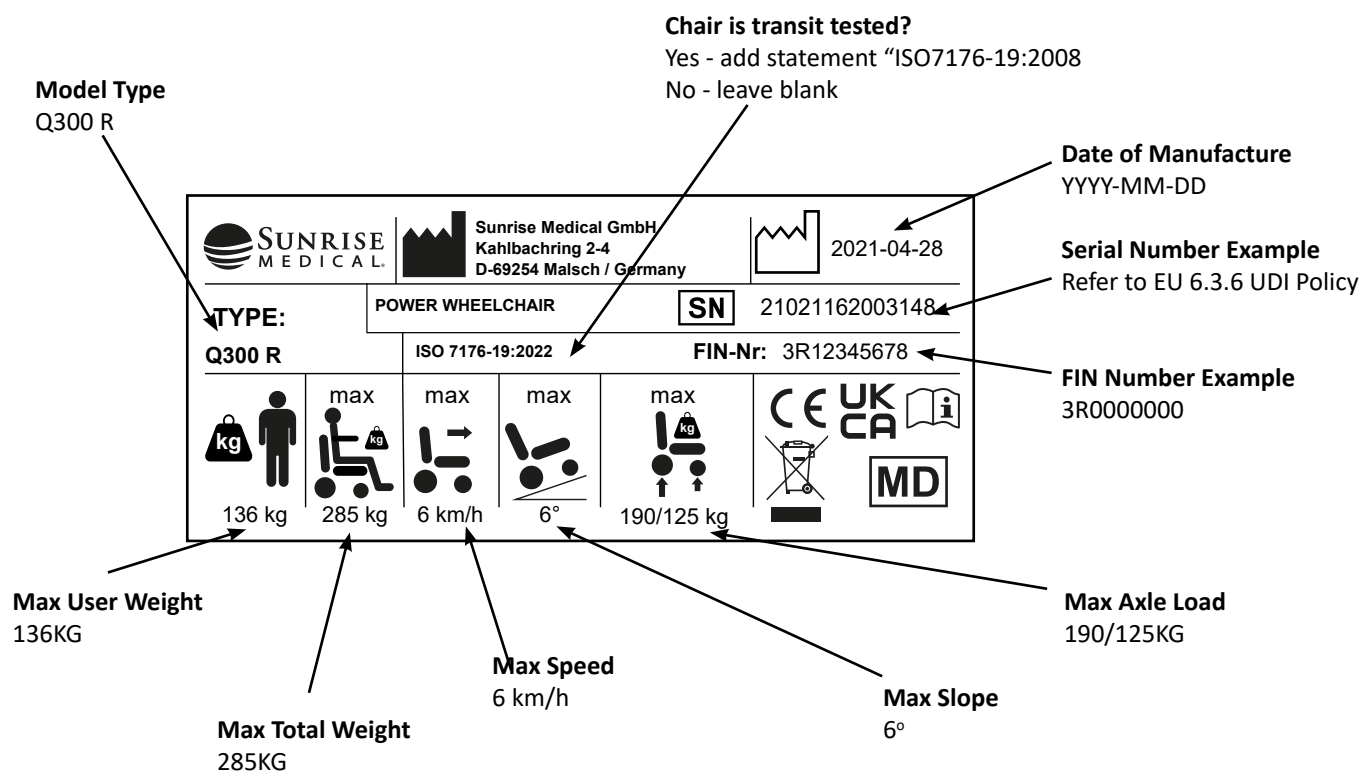 Chair is transit tested?
Yes - add statement “ISO7176-19:2008
No - leave blank
Model Type
Q300 R
Date of Manufacture
YYYY-MM-DD
Serial Number Example
Refer to EU 6.3.6 UDI Policy
FIN Number Example
3R0000000
SUNRISE
MEDICAL.
Sunrise Medical GmbH
Kahlbachring 2-4
D-69254 Malsch / Germany
2021-04-28
TYPE:
POWER WHEELCHAIR
SN
21021162003148
Q300 R
ISO 7176-19:2022
FIN-Nr: 3R12345678
max
max
max
max
kg
kg
kg
136 kg
285 kg
6 km/h
6°
190/125 kg
CE
UK
CA
i
MD
Max User Weight
136KG
Max Total Weight
285KG
Max Speed
6 km/h
Max Slope
6º
Max Axle Load
190/125KG